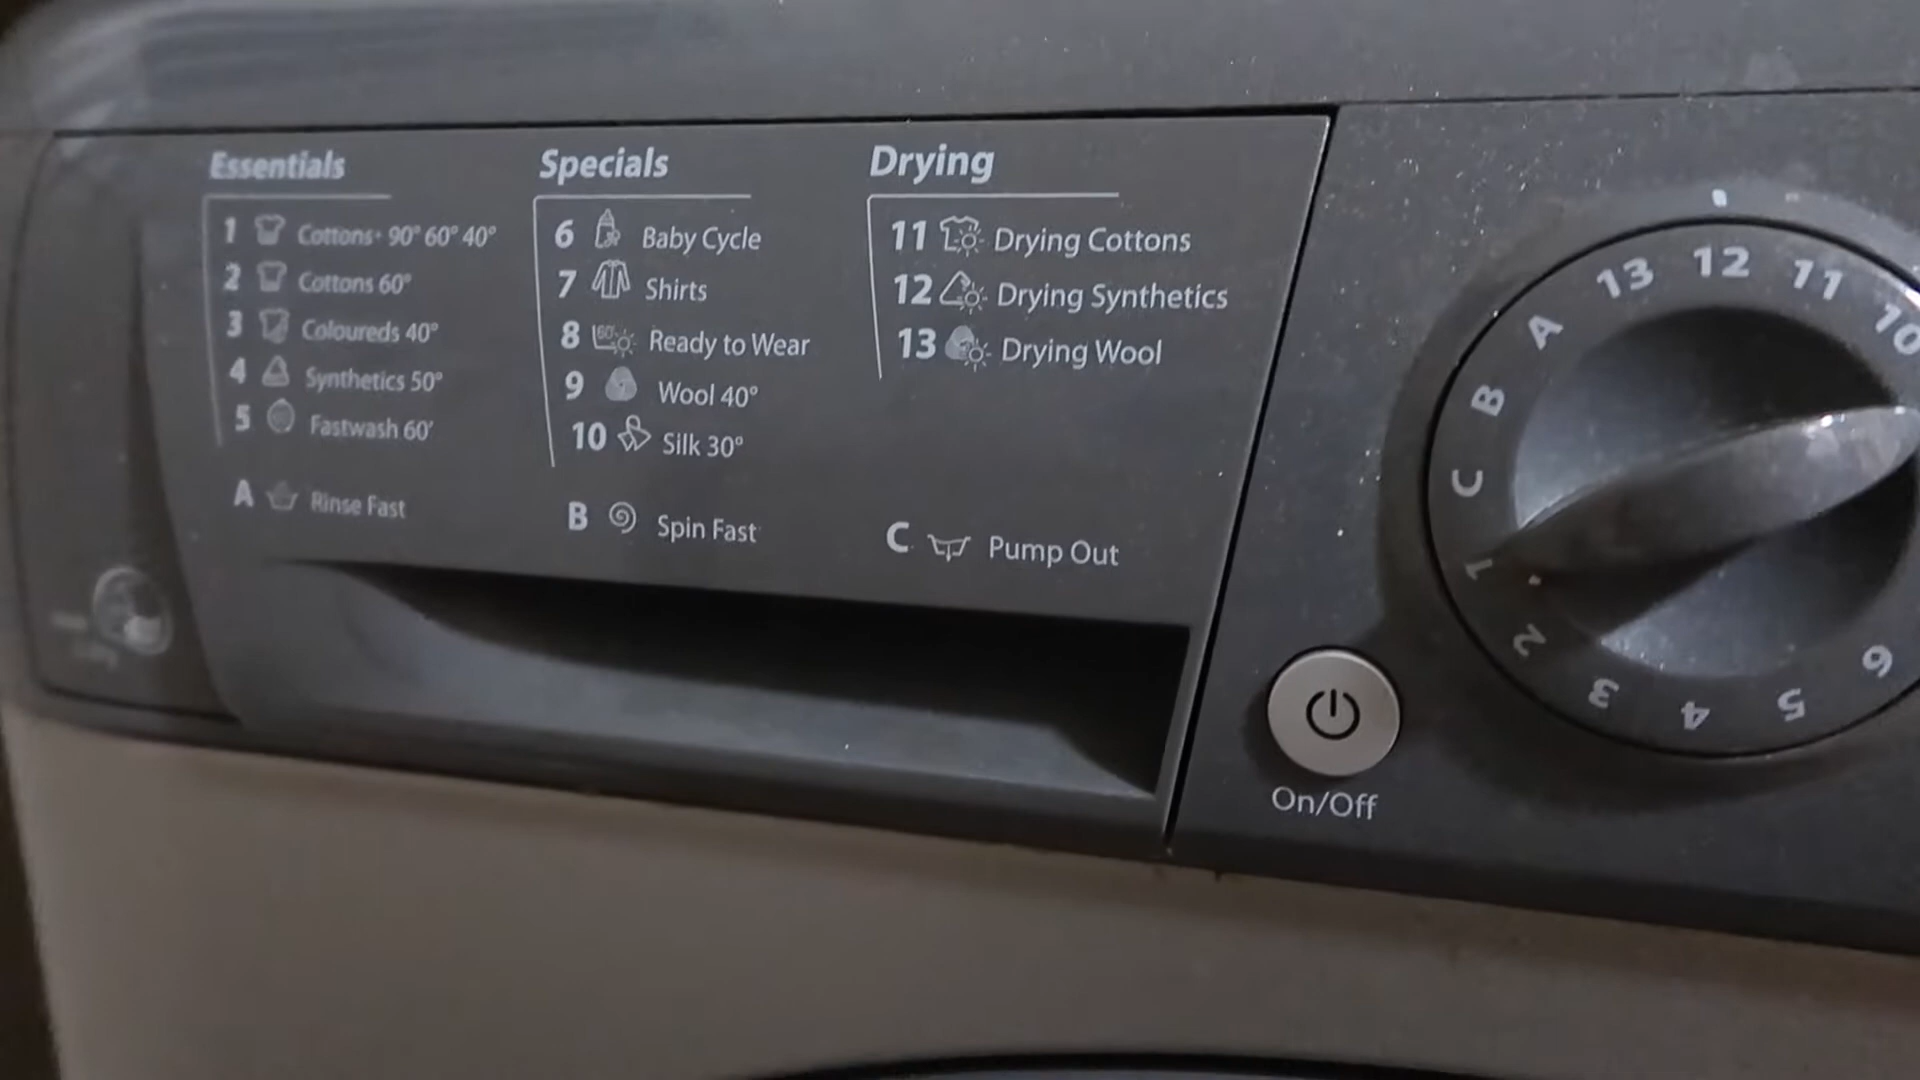 Essentials
1 Cottons+ 90° 60° 40°
2 Cottons 60°
3 Coloureds 40°
4 Synthetics 50°
5 Fastwash 60'
A Rinse Fast
Specials
6 Baby Cycle
7 Shirts
8 60' Ready to Wear
9 Wool 40°
10 Silk 30°
B Spin Fast
Drying
11 Drying Cottons
12 Drying Synthetics
13 Drying Wool
C Pump Out
On/Off
C B A 13 12 11 10
1 2 3 4 5 6